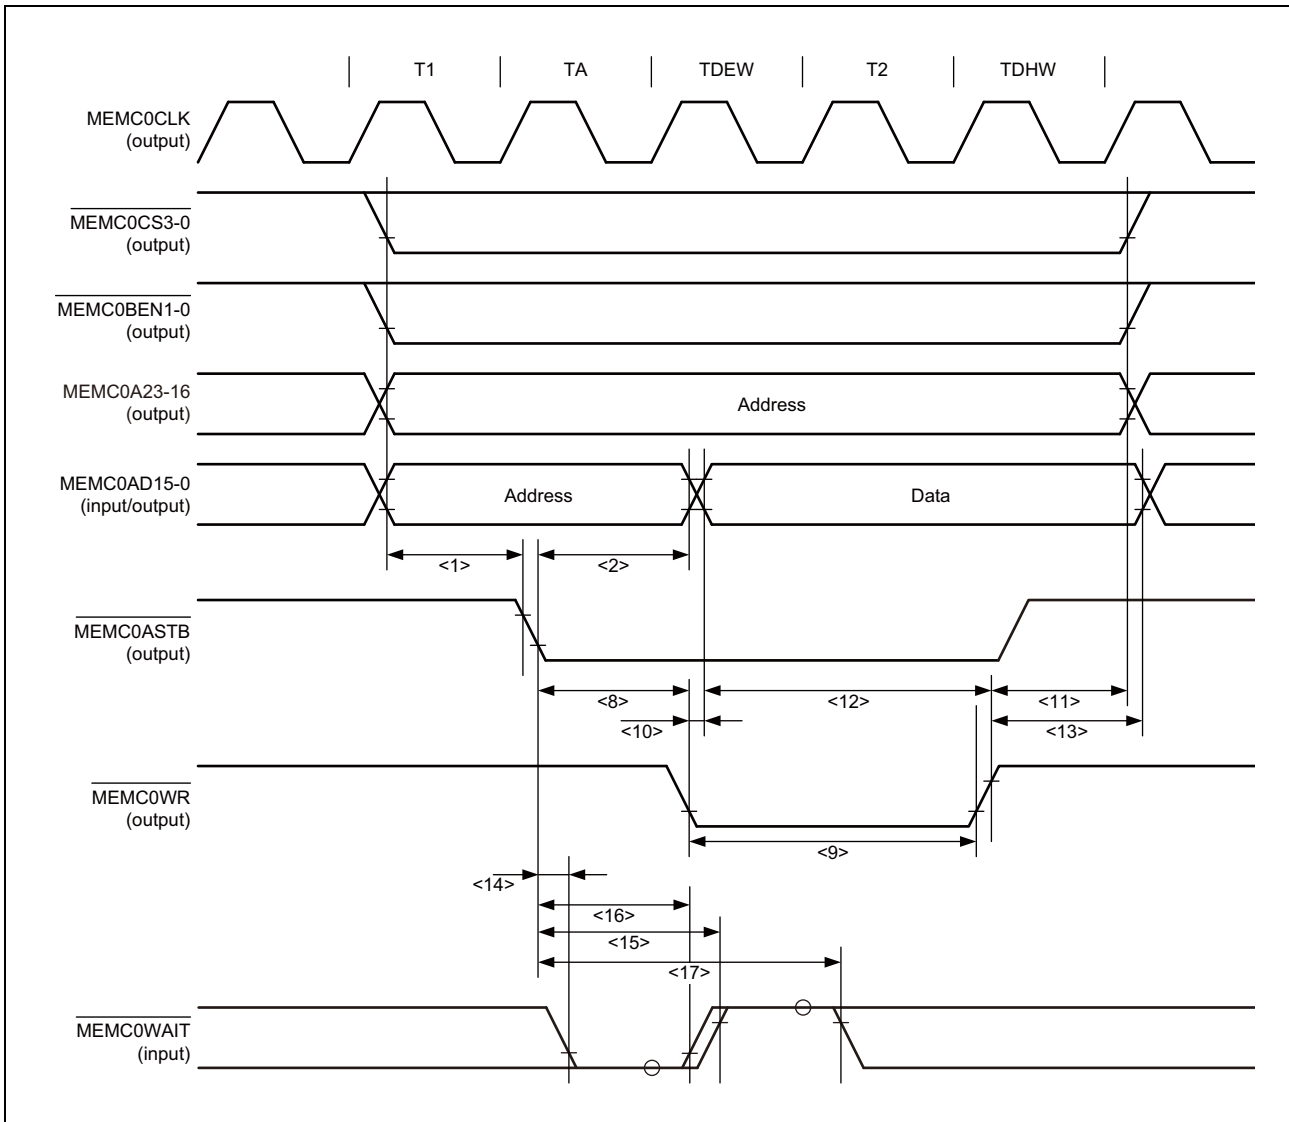 T1 TA TDEW T2 TDHW
MEMC0CLK
(output)
MEMC0CS3-0
(output)
MEMC0BEN1-0
(output)
MEMC0A23-16
(output)
Address
MEMC0AD15-0
(input/output)
Address
Data
<1>
<2>
MEMC0ASTB
(output)
<8>
<12>
<11>
<10>
<13>
MEMC0WR
(output)
<9>
<14>
<16>
<15>
<17>
MEMC0WAIT
(input)